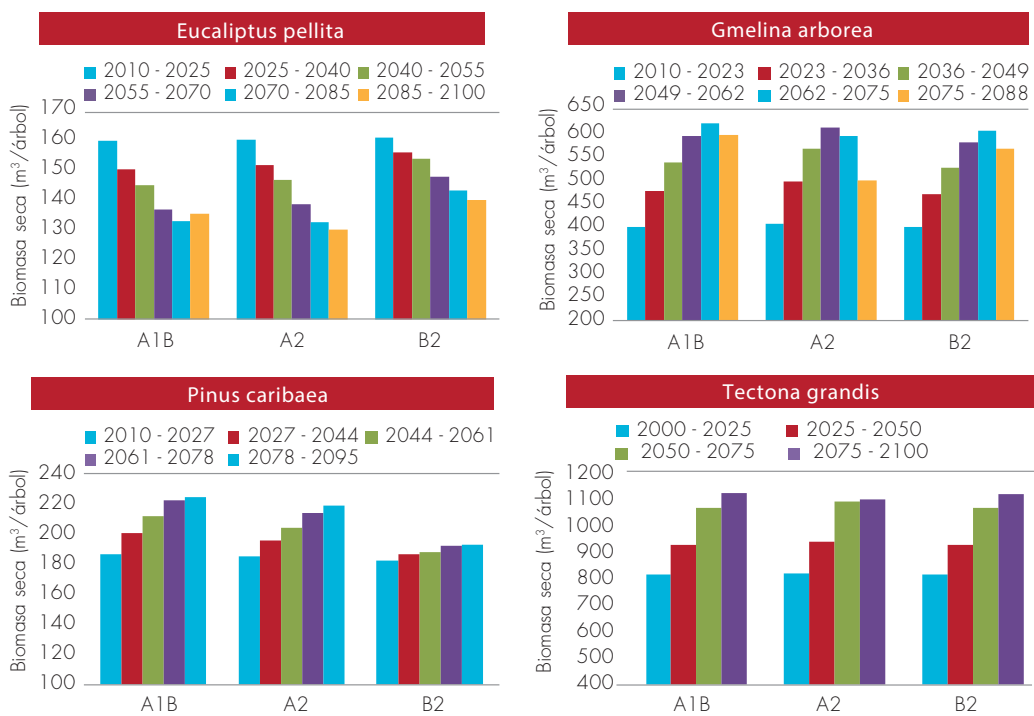 Eucaliptus pellita
2010 - 2025 2025 - 2040 2040 - 2055
2055 - 2070 2070 - 2085 2085 - 2100
Biomasa seca (m³/árbol)
170
160
150
140
130
120
110
100
A1B A2 B2
Gmelina arborea
2010 - 2023 2023 - 2036 2036 - 2049
2049 - 2062 2062 - 2075 2075 - 2088
Biomasa seca (m³/árbol)
650
600
550
500
450
400
350
300
250
200
A1B A2 B2
Pinus caribaea
2010 - 2027 2027 - 2044 2044 - 2061
2061 - 2078 2078 - 2095
Biomasa seca (m³/árbol)
240
220
200
180
160
140
120
100
A1B A2 B2
Tectona grandis
2000 - 2025 2025 - 2050
2050 - 2075 2075 - 2100
Biomasa seca (m³/árbol)
1200
1100
1000
900
800
700
600
500
400
A1B A2 B2